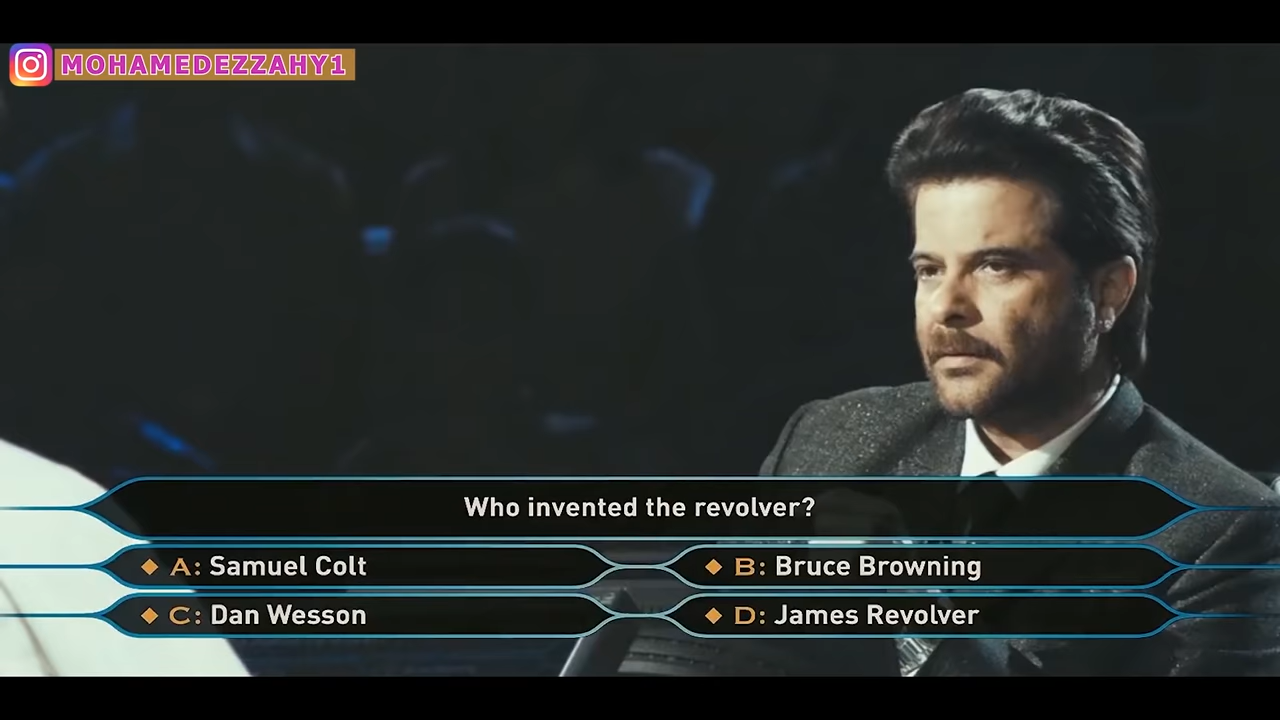 MOHAMEDEZZAHY1
Who invented the revolver?
A: Samuel Colt
B: Bruce Browning
C: Dan Wesson
D: James Revolver